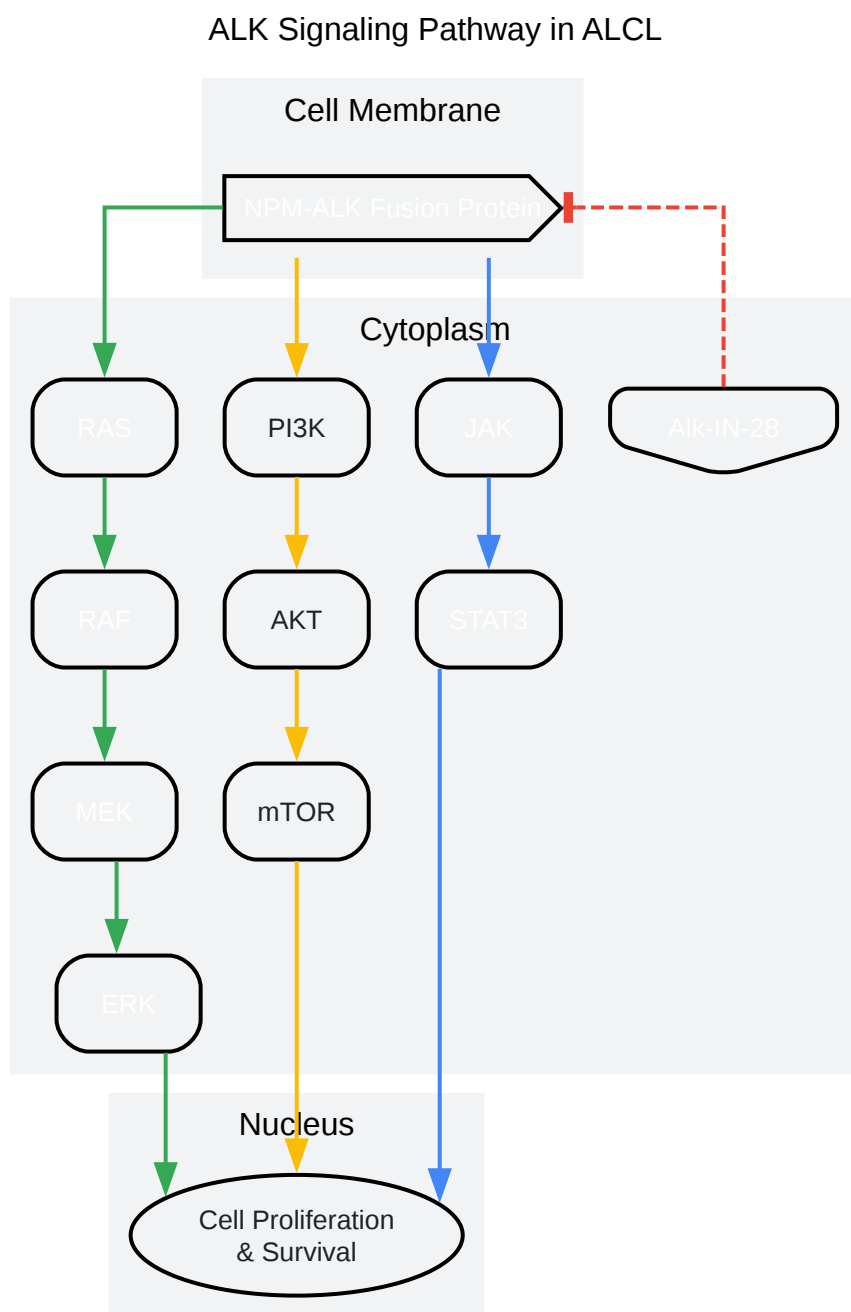 ALK Signaling Pathway in ALCL
Cell Membrane
NPM-ALK Fusion Protein
Cytoplasm
RAS
PI3K
JAK
Alk-IN-28
RAF
AKT
STAT3
MEK
mTOR
ERK
Nucleus
Cell Proliferation
& Survival